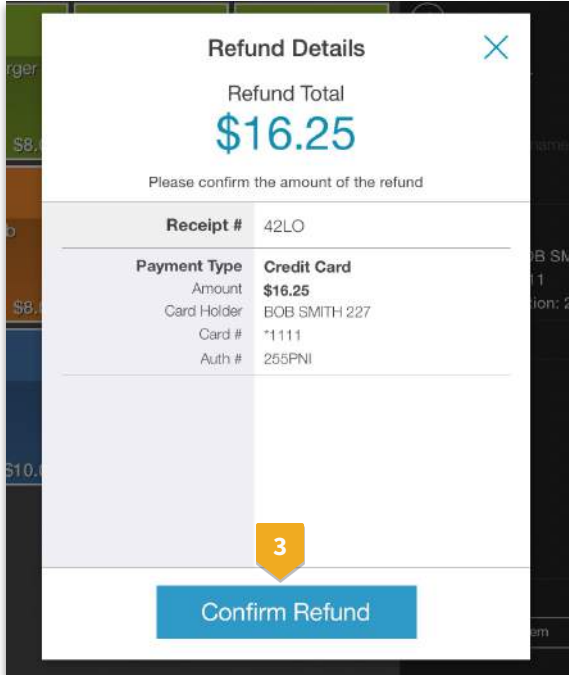 Refund Details
Refund Total
$16.25
Please confirm the amount of the refund
Receipt # 42LO
Payment Type Credit Card
Amount $16.25
Card Holder BOB SMITH 227
Card # *1111
Auth # 255PNI
3
Confirm Refund